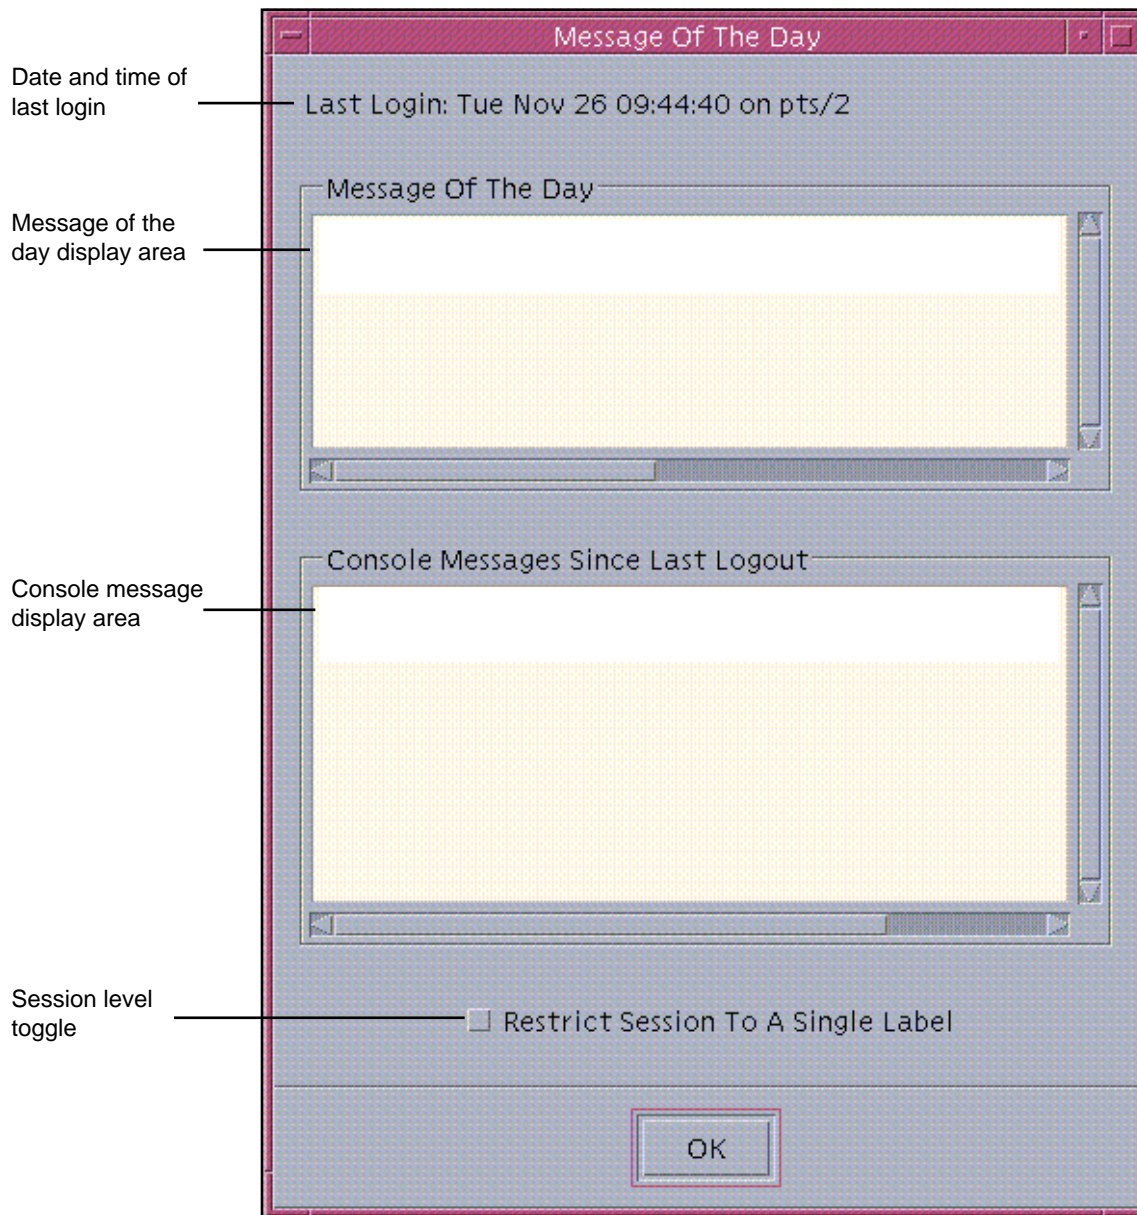 Message Of The Day
Date and time of
last login
Last Login: Tue Nov 26 09:44:40 on pts/2
Message Of The Day
Message of the
day display area
Console Messages Since Last Logout
Console message
display area
Session level
toggle
Restrict Session To A Single Label
OK